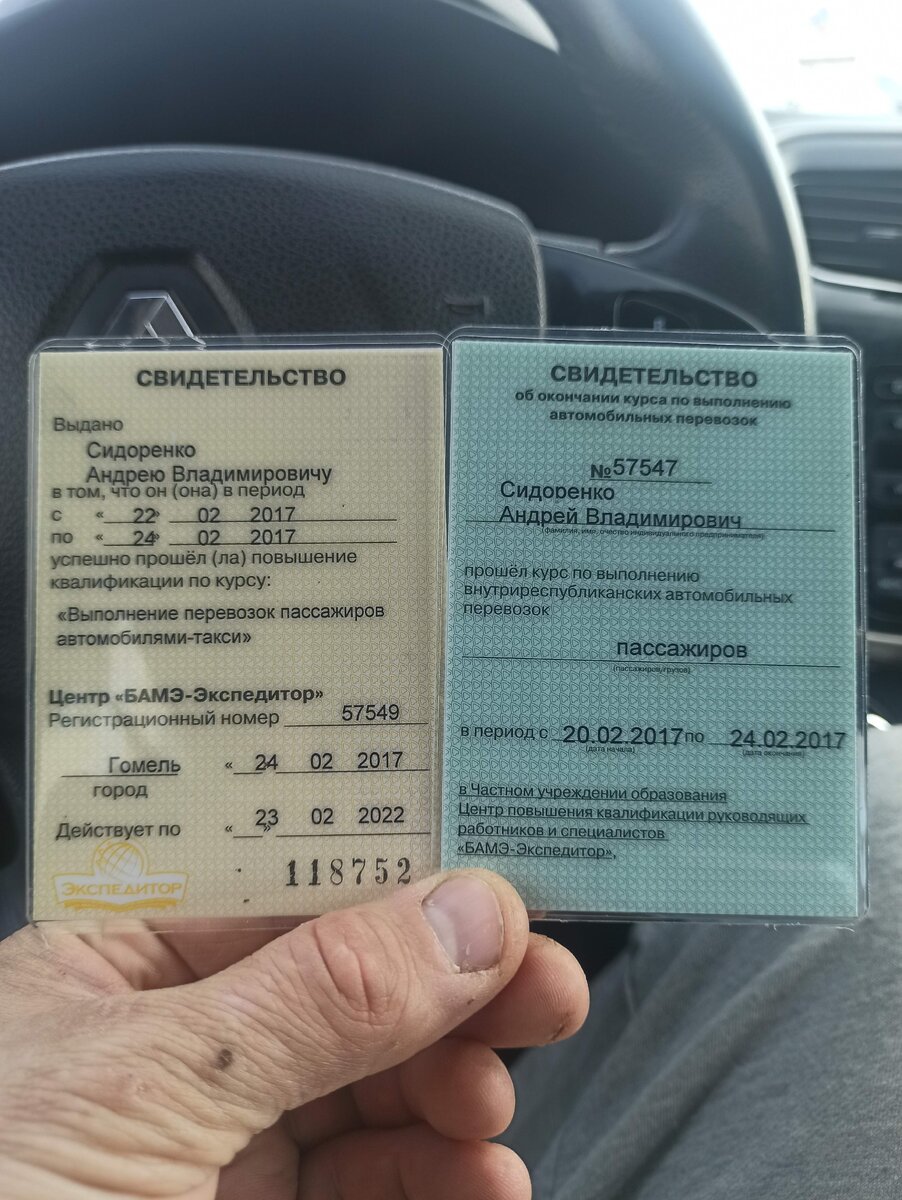 СВИДЕТЕЛЬСТВО
Выдано
Сидоренко
Андрею Владимировичу
в том, что он (она) в период
с « 22 » 02 2017
по « 24 » 02 2017
успешно прошёл (ла) повышение
квалификации по курсу:
«Выполнение перевозок пассажиров
автомобилями-такси»
Центр «БАМЭ-Экспедитор»
Регистрационный номер 57549
Гомель « 24 02 2017
город
Действует по « 23 » 02 2022
ЭКСПЕДИТОР
118752
СВИДЕТЕЛЬСТВО
об окончании курса по выполнению
автомобильных перевозок
№57547
Сидоренко
Андрей Владимирович
(фамилия, имя, отчество индивидуального предпринимателя)
прошёл курс по выполнению
внутриреспубликанских автомобильных
перевозок
пассажиров
(пассажиров/грузов)
в период с 20.02.2017 по 24.02.2017
(дата начала) (дата окончания)
в Частном учреждении образования
Центр повышения квалификации руководящих
работников и специалистов
«БАМЭ-Экспедитор»,